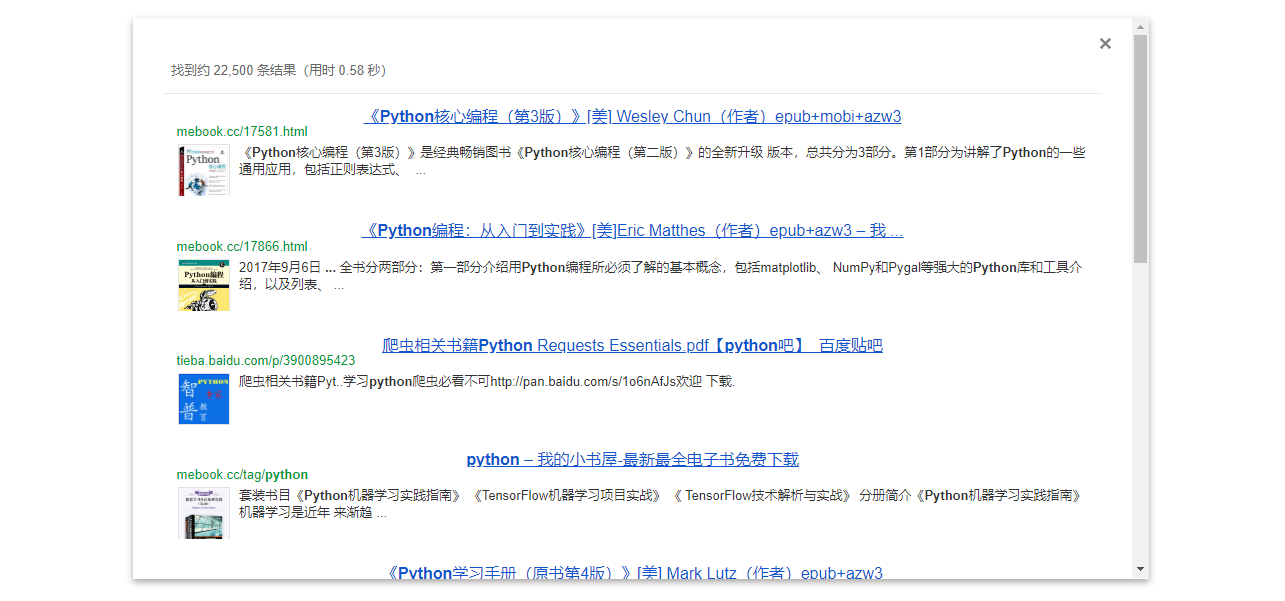 找到约 22,500 条结果（用时 0.58 秒）
《Python核心编程（第3版）》[美] Wesley Chun（作者）epub+mobi+azw3
mebook.cc/17581.html
Python
《Python核心编程（第3版）》是经典畅销图书《Python核心编程（第二版）》的全新升级 版本，总共分为3部分。第1部分为讲解了Python的一些
通用应用，包括正则表达式、 ...
《Python编程：从入门到实践》[美]Eric Matthes（作者）epub+azw3 – 我 ...
mebook.cc/17866.html
Python编程
从入门到实践
2017年9月6日 ... 全书分两部分：第一部分介绍用Python编程所必须了解的基本概念，包括matplotlib、 NumPy和Pygal等强大的Python库和工具介
绍，以及列表、 ...
爬虫相关书籍Python Requests Essentials.pdf【python吧】_百度贴吧
tieba.baidu.com/p/3900895423
PYTHON
智
普
教
育
爬虫相关书籍Pyt..学习python爬虫必看不可http://pan.baidu.com/s/1o6nAfJs欢迎 下载.
python – 我的小书屋-最新最全电子书免费下载
mebook.cc/tag/python
套装书目《Python机器学习实践指南》 《TensorFlow机器学习项目实战》 《 TensorFlow技术解析与实战》 分册简介《Python机器学习实践指南》
机器学习是近年 来渐趋 ...
《Python学习手册（原书第4版）》[美] Mark Lutz（作者）epub+azw3